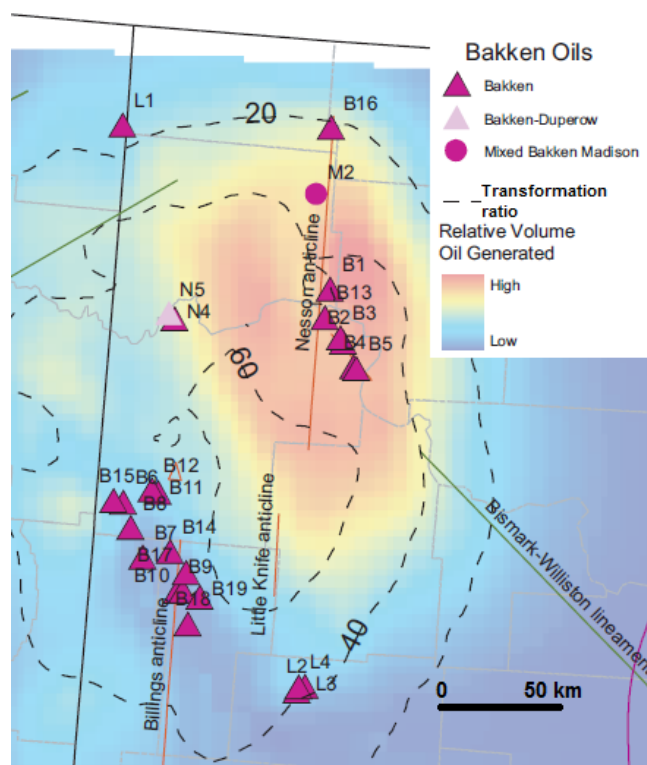 Bakken Oils
Bakken
Bakken-Duperow
Mixed Bakken Madison
Transformation
ratio
Relative Volume
Oil Generated
High
Low
L1
20
B16
M2
Nesson anticline
B1
B13
N5
N4
B2
B3
B4
B5
60
B12
B15
B6
B11
B8
B7
B14
B17
B9
B10
B19
B18
Little Knife anticline
Billings anticline
Bismark-Williston lineament
40
L4
L2
L3
0
50 km